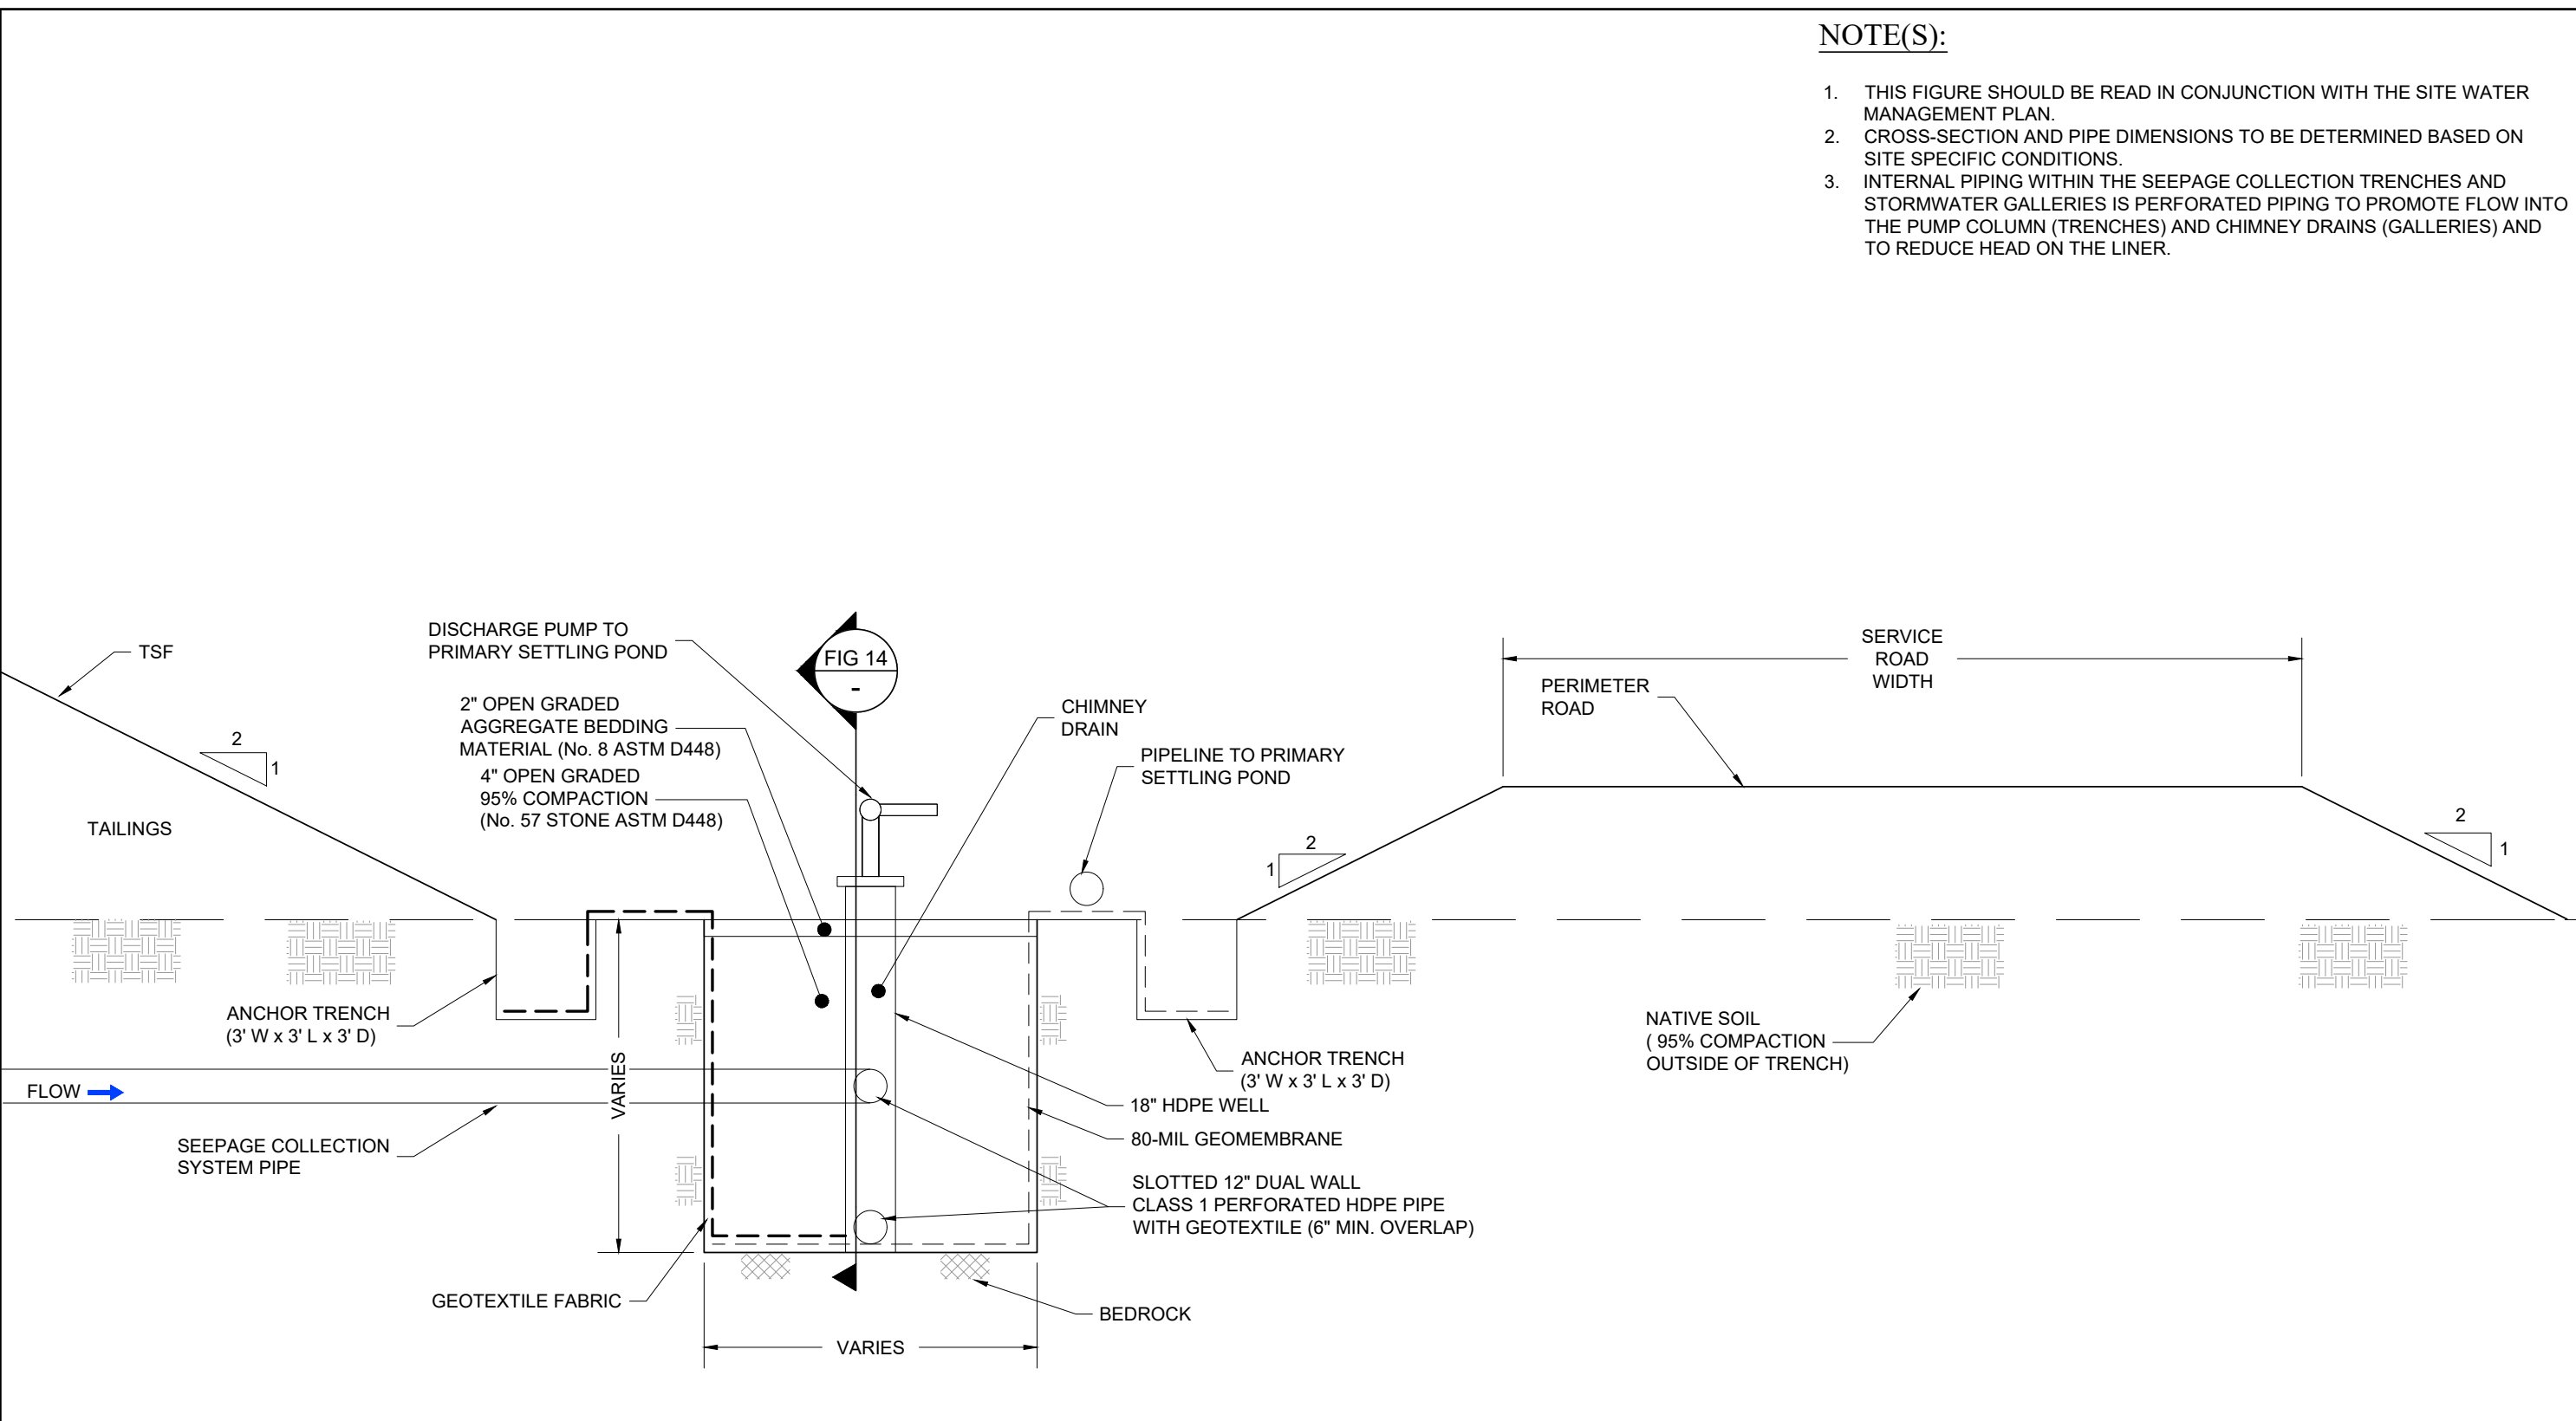 NOTE(S):
1. THIS FIGURE SHOULD BE READ IN CONJUNCTION WITH THE SITE WATER
MANAGEMENT PLAN.
2. CROSS-SECTION AND PIPE DIMENSIONS TO BE DETERMINED BASED ON
SITE SPECIFIC CONDITIONS.
3. INTERNAL PIPING WITHIN THE SEEPAGE COLLECTION TRENCHES AND
STORMWATER GALLERIES IS PERFORATED PIPING TO PROMOTE FLOW INTO
THE PUMP COLUMN (TRENCHES) AND CHIMNEY DRAINS (GALLERIES) AND
TO REDUCE HEAD ON THE LINER.
TSF
2
1
TAILINGS
DISCHARGE PUMP TO
PRIMARY SETTLING POND
2" OPEN GRADED
AGGREGATE BEDDING
MATERIAL (No. 8 ASTM D448)
4" OPEN GRADED
95% COMPACTION
(No. 57 STONE ASTM D448)
FIG 14
-
CHIMNEY
DRAIN
PIPELINE TO PRIMARY
SETTLING POND
SERVICE
ROAD
WIDTH
PERIMETER
ROAD
2
1
2
1
ANCHOR TRENCH
(3' W x 3' L x 3' D)
FLOW
SEEPAGE COLLECTION
SYSTEM PIPE
VARIES
GEOTEXTILE FABRIC
VARIES
ANCHOR TRENCH
(3' W x 3' L x 3' D)
18" HDPE WELL
80-MIL GEOMEMBRANE
SLOTTED 12" DUAL WALL
CLASS 1 PERFORATED HDPE PIPE
WITH GEOTEXTILE (6" MIN. OVERLAP)
BEDROCK
NATIVE SOIL
( 95% COMPACTION
OUTSIDE OF TRENCH)